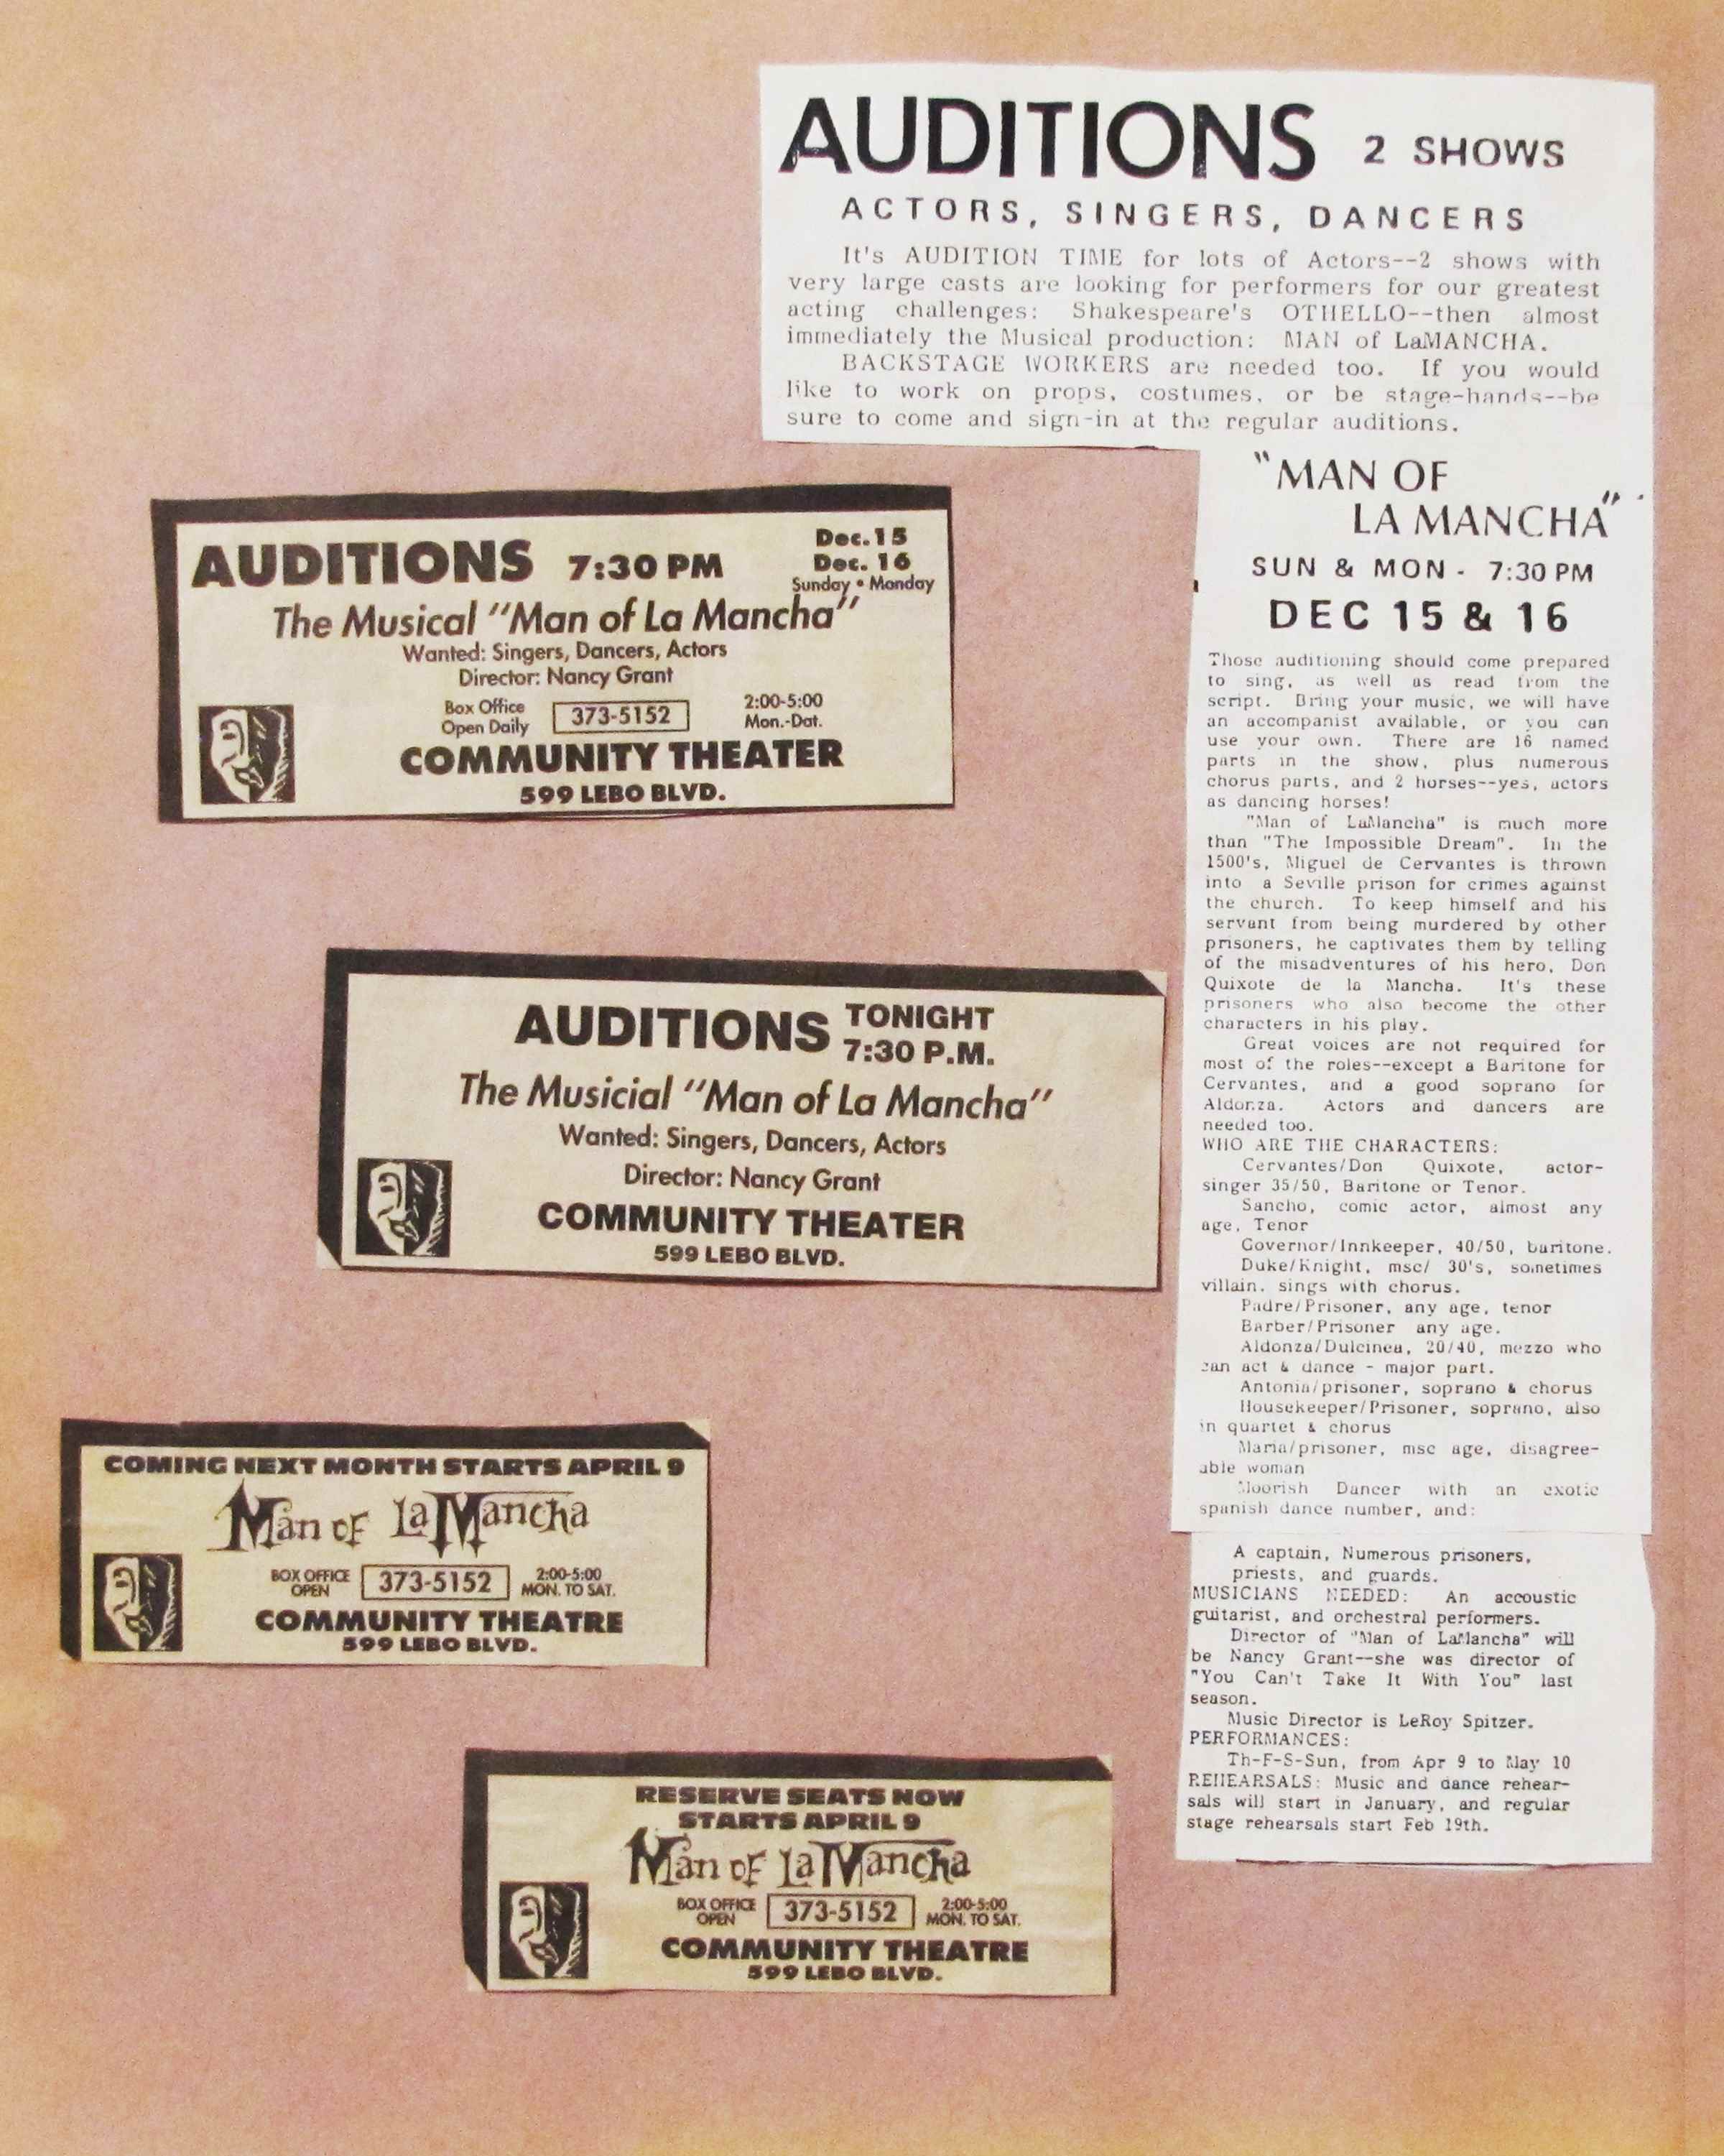 AUDITIONS 2 SHOWS
ACTORS, SINGERS, DANCERS
It's AUDITION TIME for lots of Actors--2 shows with
very large casts are looking for performers for our greatest
acting challenges: Shakespeare's OTHELLO--then almost
immediately the Musical production: MAN of LaMANCHA.
BACKSTAGE WORKERS are needed too. If you would
like to work on props, costumes, or be stage-hands--be
sure to come and sign-in at the regular auditions.
"MAN OF
LA MANCHA"
SUN & MON - 7:30 PM
DEC 15 & 16
Those auditioning should come prepared
to sing, as well as read from the
script. Bring your music, we will have
an accompanist available, or you can
use your own. There are 16 named
parts in the show, plus numerous
chorus parts, and 2 horses--yes, actors
as dancing horses!
"Man of LaMancha" is much more
than "The Impossible Dream". In the
1500's, Miguel de Cervantes is thrown
into a Seville prison for crimes against
the church. To keep himself and his
servant from being murdered by other
prisoners, he captivates them by telling
of the misadventures of his hero, Don
Quixote de la Mancha. It's these
prisoners who also become the other
characters in his play.
Great voices are not required for
most of the roles--except a Baritone for
Cervantes, and a good soprano for
Aldonza. Actors and dancers are
needed too.
WHO ARE THE CHARACTERS:
Cervantes/Don Quixote, actor-
singer 35/50, Baritone or Tenor.
Sancho, comic actor, almost any
age, Tenor
Governor/Innkeeper, 40/50, baritone.
Duke/Knight, msc/ 30's, sometimes
villain, sings with chorus.
Padre/Prisoner, any age, tenor
Barber/Prisoner any age.
Aldonza/Dulcinea, 20/40, mezzo who
can act & dance - major part.
Antonia/prisoner, soprano & chorus
Housekeeper/Prisoner, soprano, also
in quartet & chorus
Maria/prisoner, msc age, disagree-
able woman
Moorish Dancer with an exotic
spanish dance number, and:
A captain, Numerous prisoners,
priests, and guards.
MUSICIANS NEEDED: An accoustic
guitarist, and orchestral performers.
Director of "Man of LaMancha" will
be Nancy Grant--she was director of
"You Can't Take It With You" last
season.
Music Director is LeRoy Spitzer.
PERFORMANCES:
Th-F-S-Sun, from Apr 9 to May 10
REHEARSALS: Music and dance rehear-
sals will start in January, and regular
stage rehearsals start Feb 19th.
AUDITIONS 7:30 PM
Dec. 15
Dec. 16
Sunday • Monday
The Musical "Man of La Mancha"
Wanted: Singers, Dancers, Actors
Director: Nancy Grant
Box Office
Open Daily
373-5152
2:00-5:00
Mon.-Dat.
COMMUNITY THEATER
599 LEBO BLVD.
AUDITIONS TONIGHT
7:30 P.M.
The Musicial "Man of La Mancha"
Wanted: Singers, Dancers, Actors
Director: Nancy Grant
COMMUNITY THEATER
599 LEBO BLVD.
COMING NEXT MONTH STARTS APRIL 9
Man OF La Mancha
BOX OFFICE
OPEN
373-5152
2:00-5:00
MON. TO SAT.
COMMUNITY THEATRE
599 LEBO BLVD.
RESERVE SEATS NOW
STARTS APRIL 9
Man OF La Mancha
BOX OFFICE
OPEN
373-5152
2:00-5:00
MON. TO SAT.
COMMUNITY THEATRE
599 LEBO BLVD.